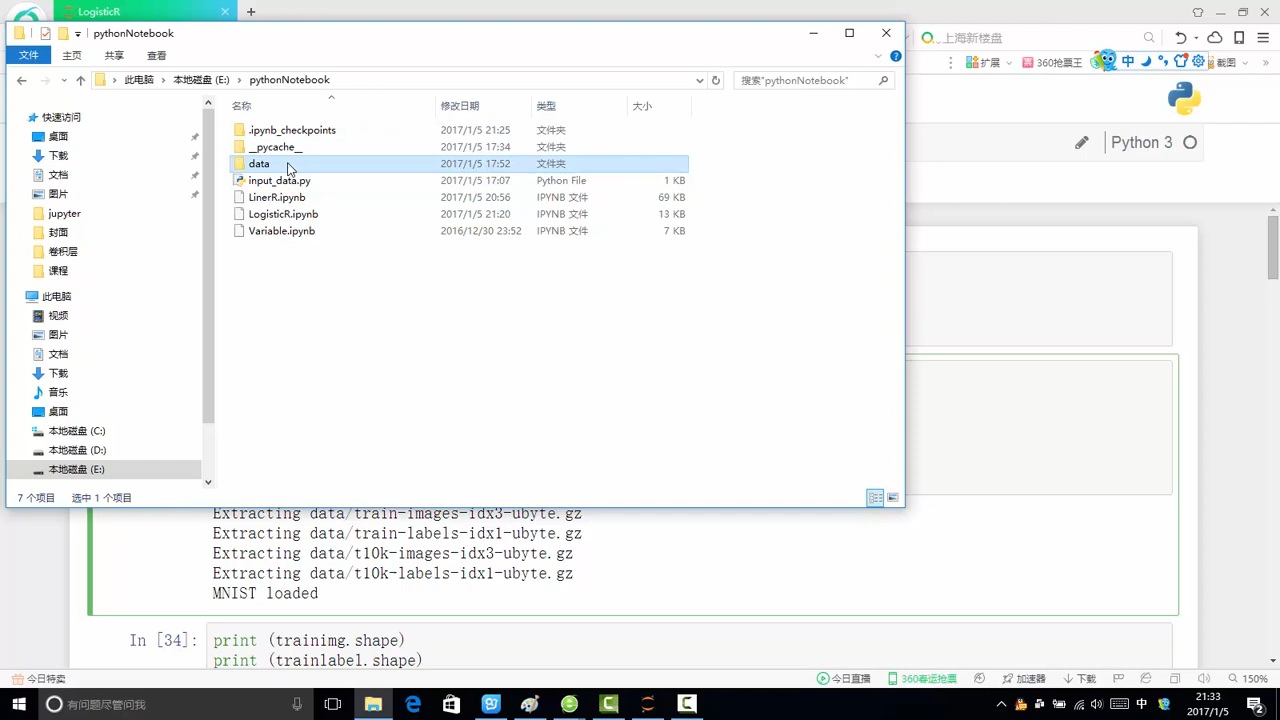 LogisticR
pythonNotebook
文件 主页 共享 查看
上海新楼盘
扩展 360抢票王 中 截图
此电脑 本地磁盘 (E:) pythonNotebook
搜索"pythonNotebook"
名称 修改日期 类型 大小
快速访问
桌面
下载
文档
图片
jupyter
封面
卷积层
课程
此电脑
视频
图片
文档
下载
音乐
桌面
本地磁盘 (C:)
本地磁盘 (D:)
本地磁盘 (E:)
.ipynb_checkpoints 2017/1/5 21:25 文件夹
__pycache__ 2017/1/5 17:34 文件夹
data 2017/1/5 17:52 文件夹
input_data.py 2017/1/5 17:07 Python File 1 KB
LinerR.ipynb 2017/1/5 20:56 IPYNB 文件 69 KB
LogisticR.ipynb 2017/1/5 21:20 IPYNB 文件 13 KB
Variable.ipynb 2016/12/30 23:52 IPYNB 文件 7 KB
7 个项目 选中 1 个项目
Python 3
Extracting data/train-images-idx3-ubyte.gz
Extracting data/train-labels-idx1-ubyte.gz
Extracting data/t10k-images-idx3-ubyte.gz
Extracting data/t10k-labels-idx1-ubyte.gz
MNIST loaded
In [34]: print (trainimg.shape)
print (trainlabel.shape)
今日特卖 今日直播 360春运抢票 加速器 下载 150%
有问题尽管问我
中
21:33
2017/1/5
2